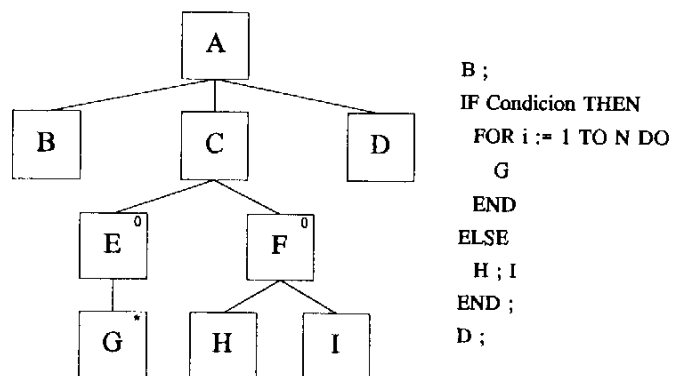 A
B C D
E 0 F 0
G * H I
B ;
IF Condicion THEN
FOR i := 1 TO N DO
G
END
ELSE
H ; I
END ;
D ;